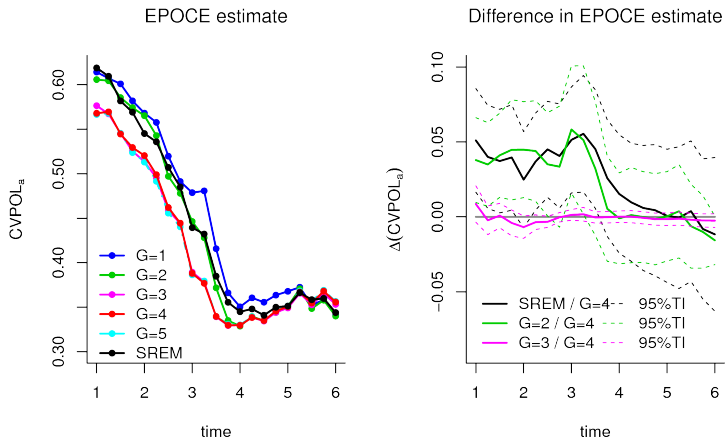 EPOCE estimate
CVPOLa
0.60
0.50
0.40
0.30
G=1
G=2
G=3
G=4
G=5
SREM
1 2 3 4 5 6
time
Difference in EPOCE estimate
Δ(CVPOLa)
0.10
0.05
0.00
−0.05
SREM / G=4 95%TI
G=2 / G=4 95%TI
G=3 / G=4 95%TI
1 2 3 4 5 6
time